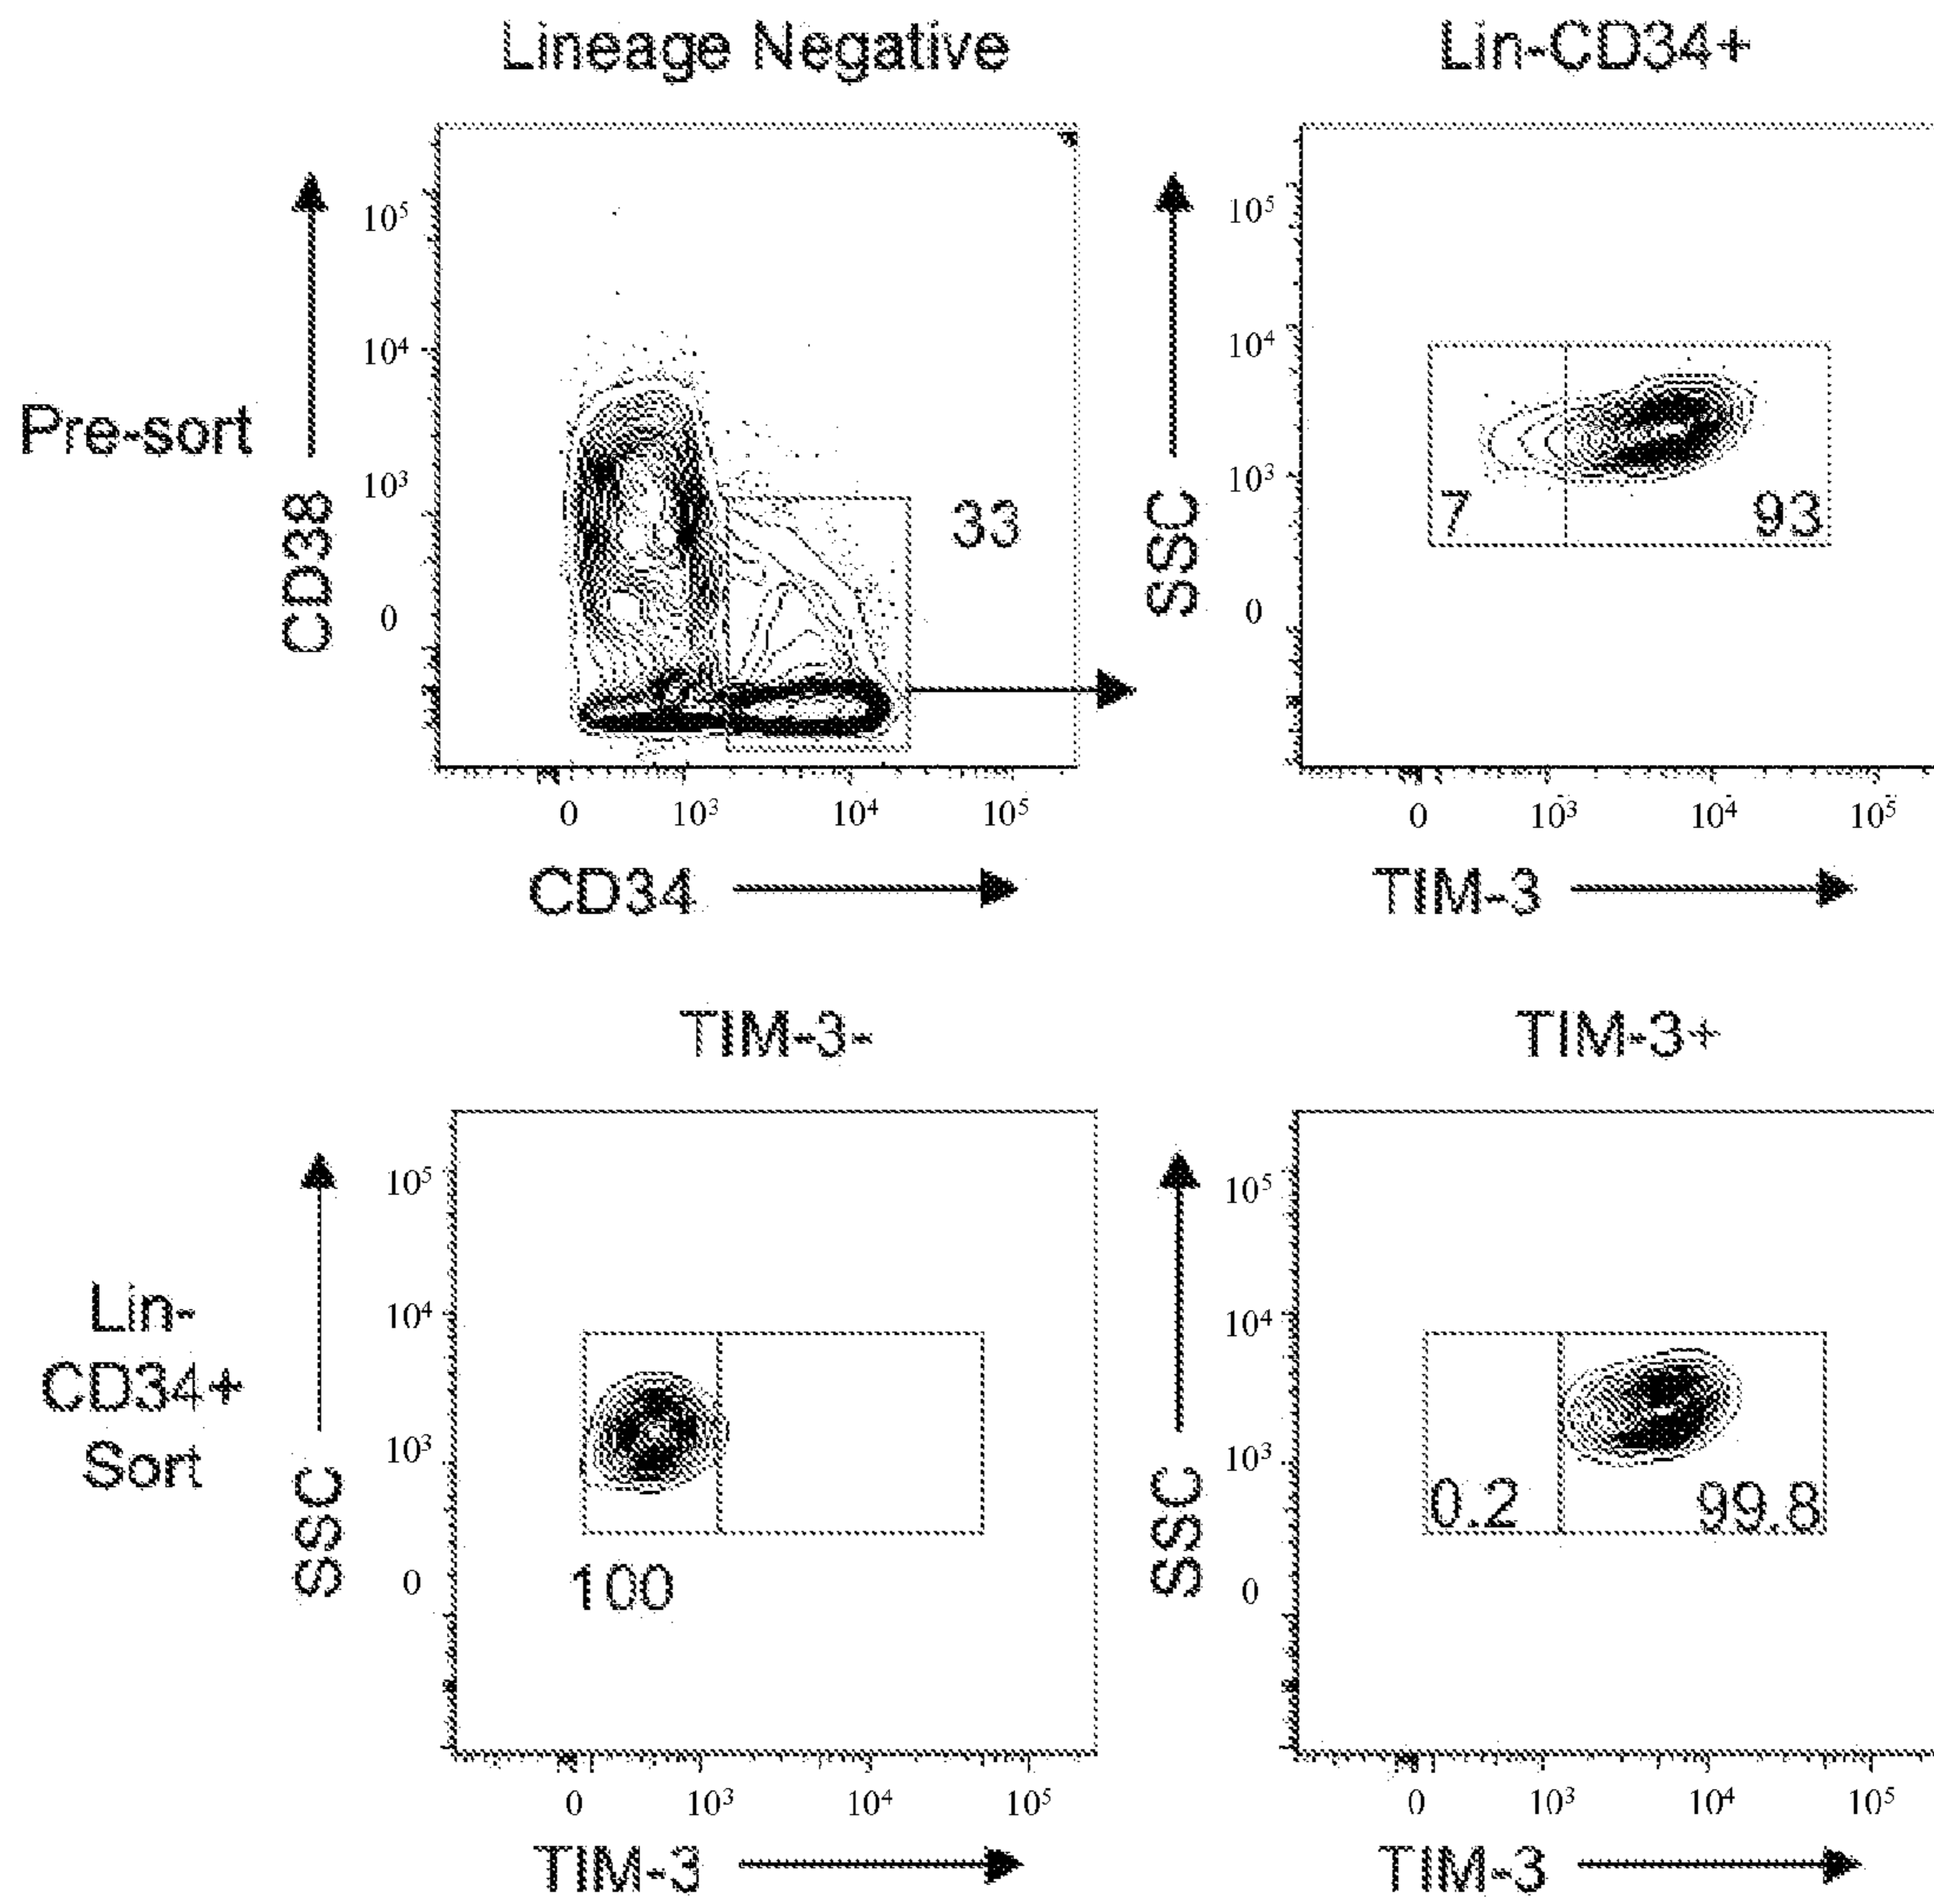 Lineage Negative
Lin-CD34+
Pre-sort
CD38
10⁵
10⁴
10³
0
33
0 10³ 10⁴ 10⁵
CD34
SSC
10⁵
10⁴
10³
0
7 93
0 10³ 10⁴ 10⁵
TIM-3
TIM-3-
TIM-3+
Lin-
CD34+
Sort
SSC
10⁵
10⁴
10³
0
100
0 10³ 10⁴ 10⁵
TIM-3
SSC
10⁵
10⁴
10³
0
0.2 99.8
0 10³ 10⁴ 10⁵
TIM-3